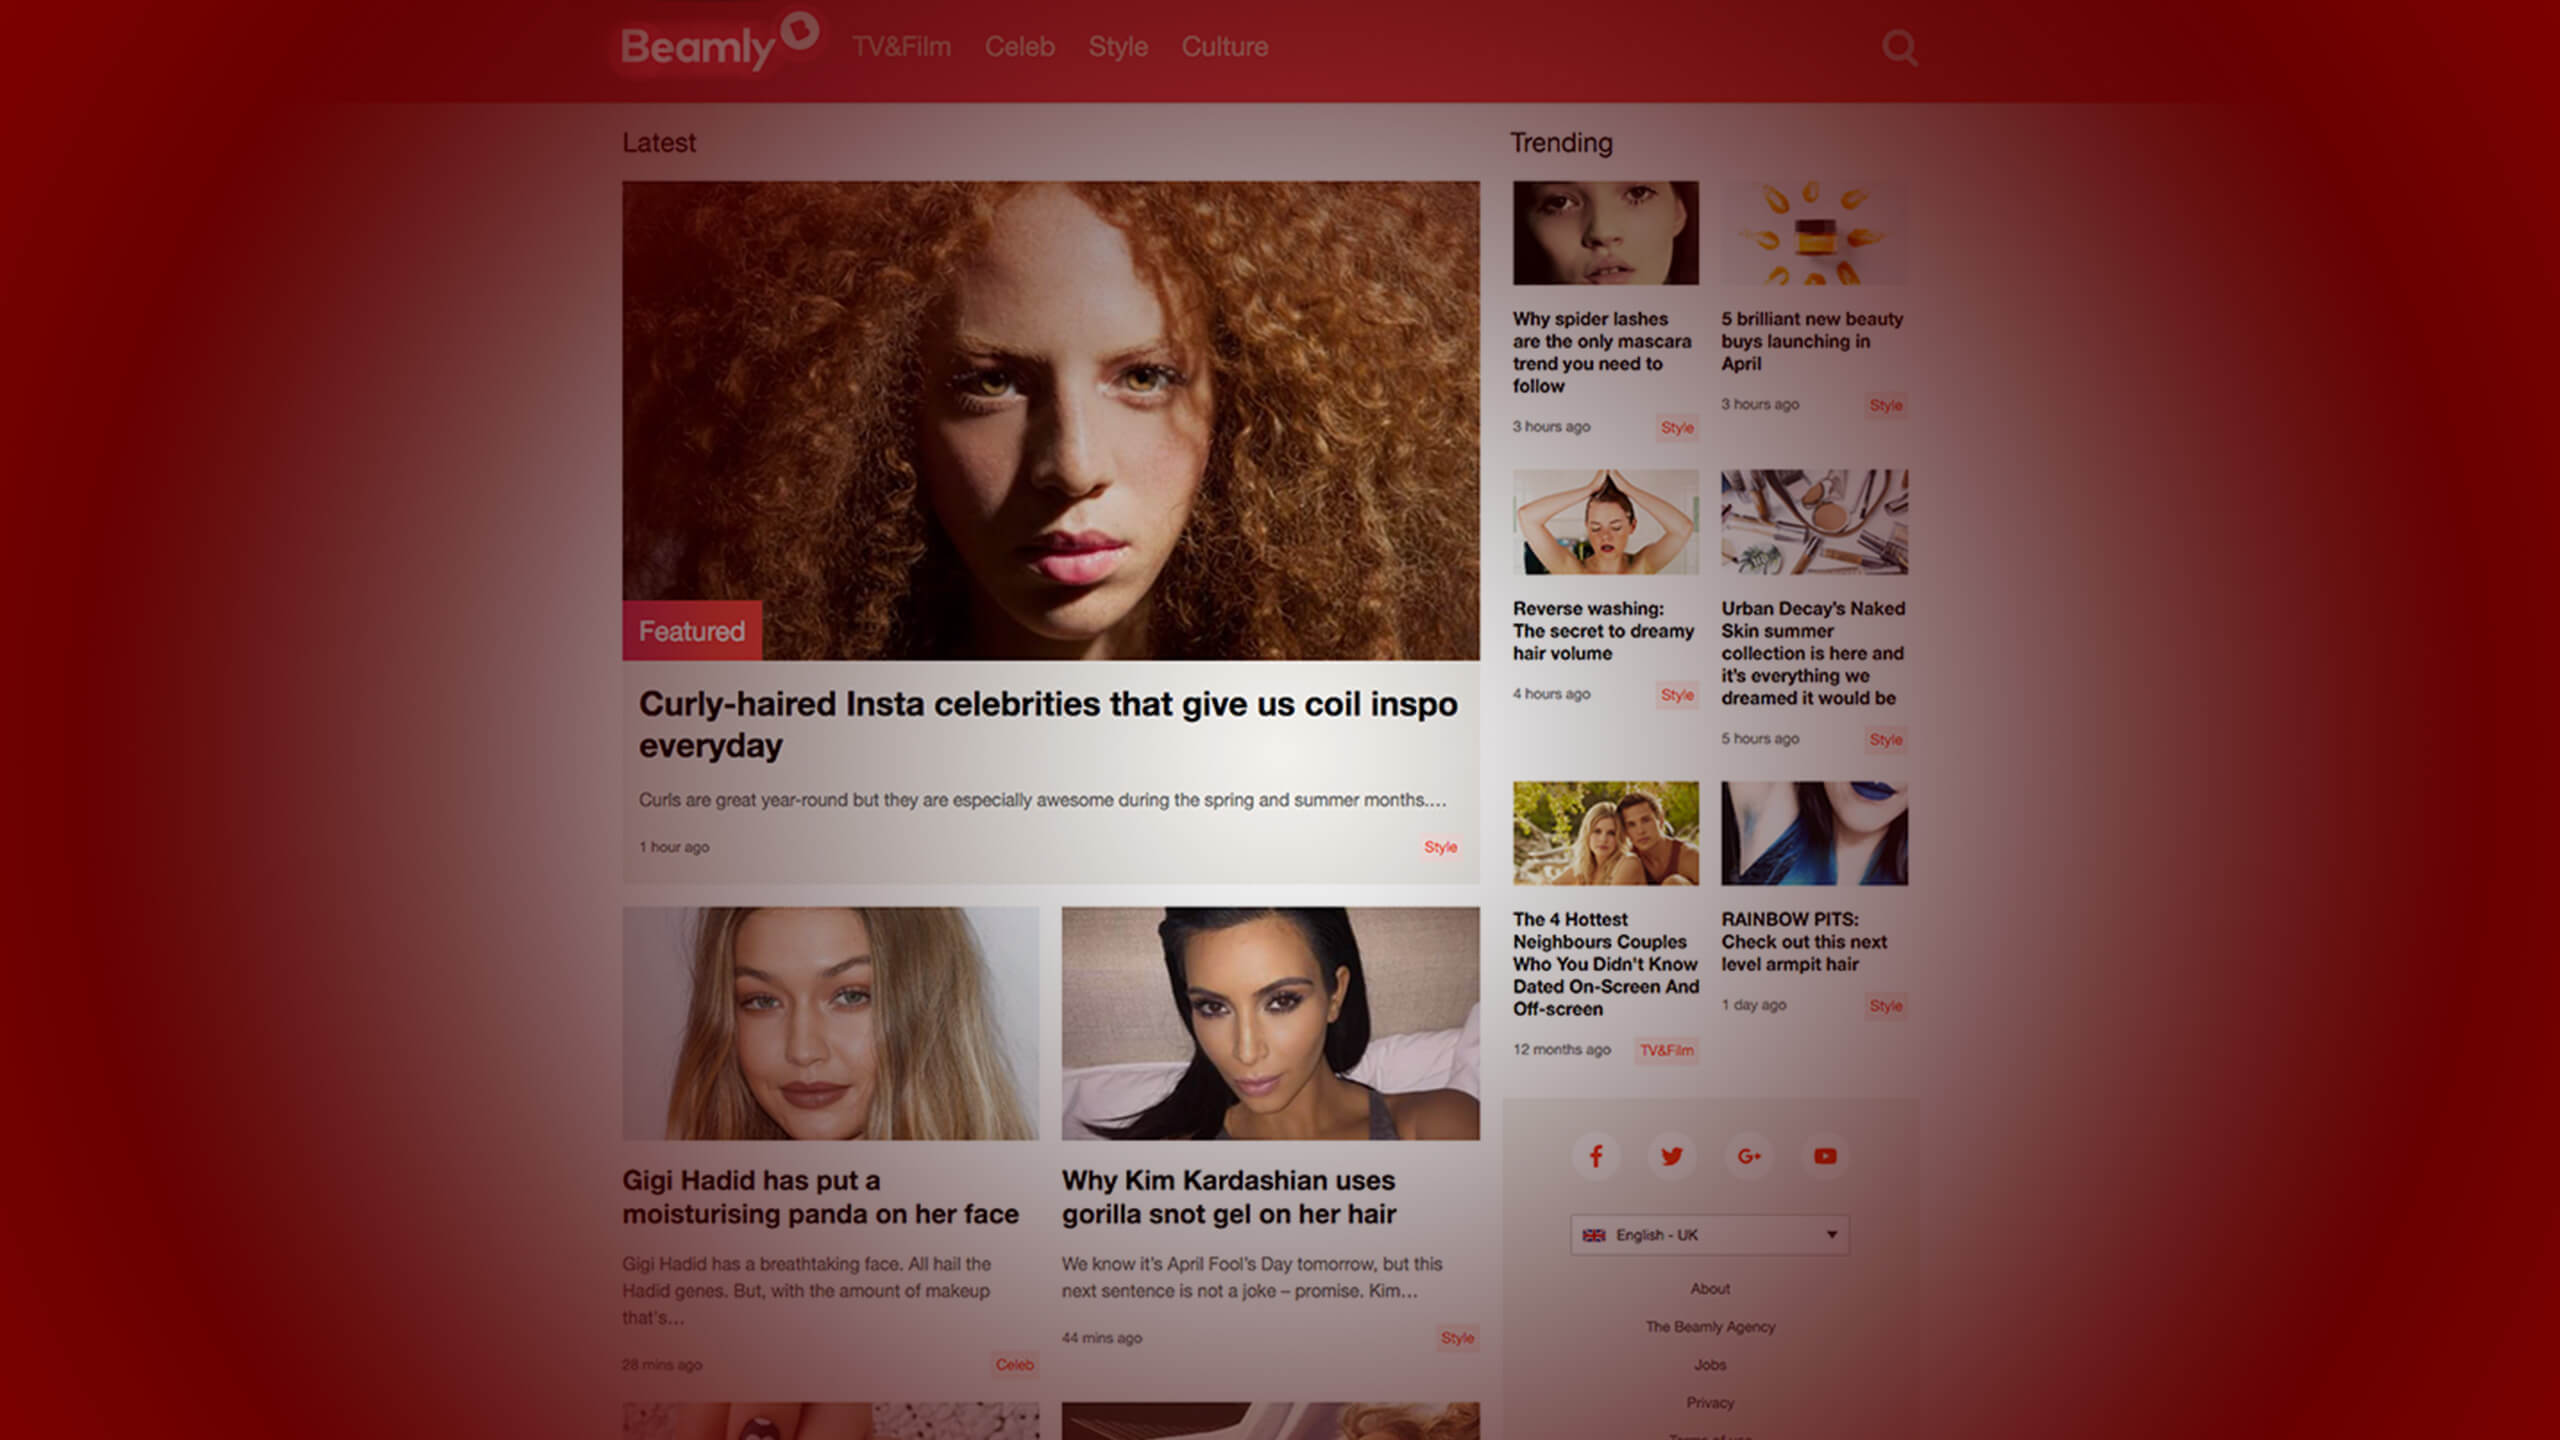 Beamly
TV&Film
Celeb
Style
Culture
Latest
Featured
Curly-haired Insta celebrities that give us coil inspo
everyday
Curls are great year-round but they are especially awesome during the spring and summer months....
1 hour ago
Style
Gigi Hadid has put a
moisturising panda on her face
Gigi Hadid has a breathtaking face. All hail the
Hadid genes. But, with the amount of makeup
that's...
28 mins ago
Celeb
Why Kim Kardashian uses
gorilla snot gel on her hair
We know it's April Fool's Day tomorrow, but this
next sentence is not a joke – promise. Kim...
44 mins ago
Style
Trending
Why spider lashes
are the only mascara
trend you need to
follow
3 hours ago
Style
5 brilliant new beauty
buys launching in
April
3 hours ago
Style
Reverse washing:
The secret to dreamy
hair volume
4 hours ago
Style
Urban Decay's Naked
Skin summer
collection is here and
it's everything we
dreamed it would be
5 hours ago
Style
The 4 Hottest
Neighbours Couples
Who You Didn't Know
Dated On-Screen And
Off-screen
12 months ago
TV&Film
RAINBOW PITS:
Check out this next
level armpit hair
1 day ago
Style
English - UK
About
The Beamly Agency
Jobs
Privacy
Terms of use